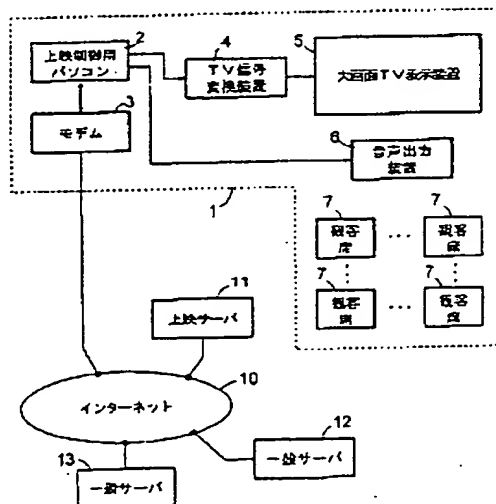 2
上映制御用
パソコン
4
TV信号
変換装置
5
大画面TV表示装置
3
モデム
6
音声出力
装置
1
7
観客
席
...
7
観客
席
7
観客
席
...
7
観客
席
11
上映サーバ
10
インターネット
12
一般サーバ
13
一般サーバ